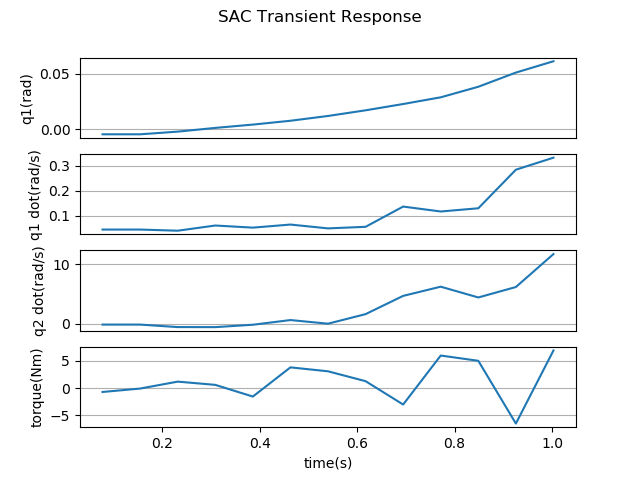 SAC Transient Response
q1(rad)
0.05
0.00
q1 dot(rad/s)
0.3
0.2
0.1
q2 dot(rad/s)
10
0
torque(Nm)
5
0
−5
0.2 0.4 0.6 0.8 1.0
time(s)